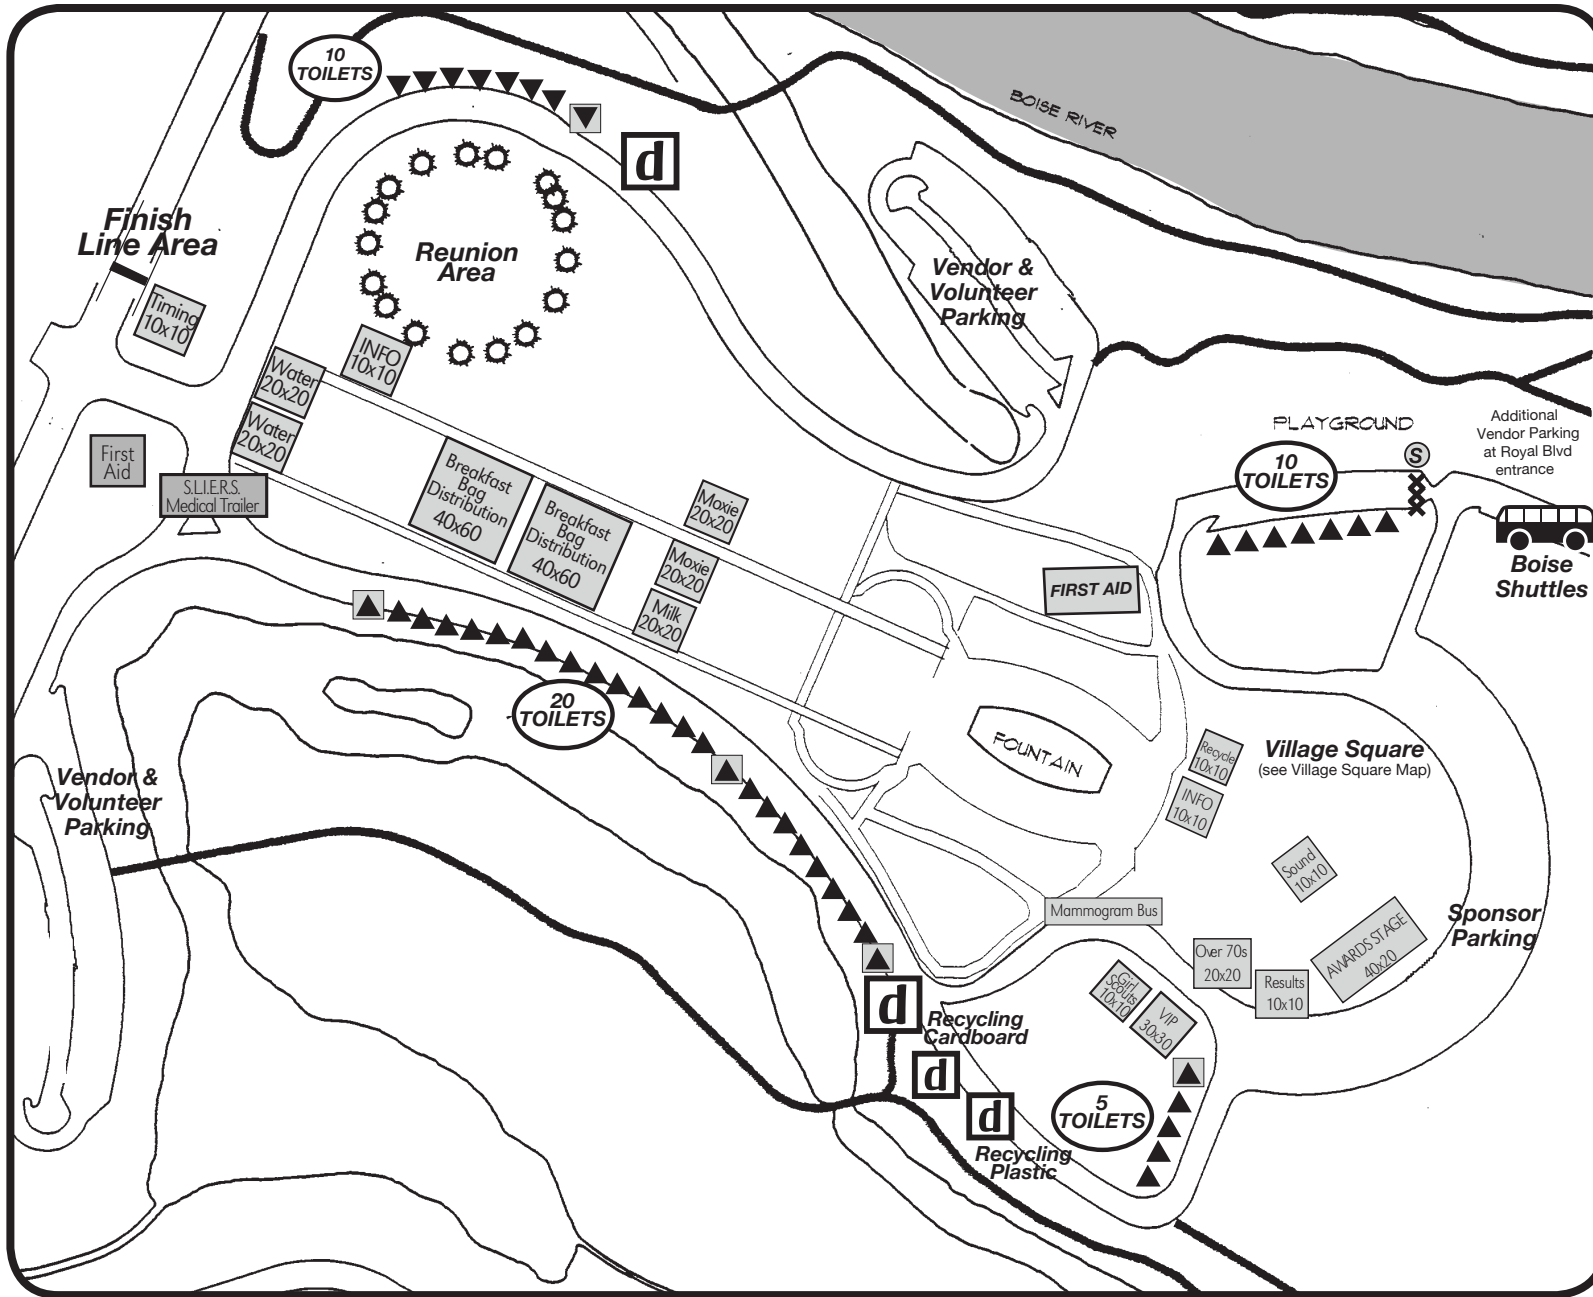 10
TOILETS
d
BOISE RIVER
Finish
Line Area
Reunion
Area
Vendor &
Volunteer
Parking
Timing
10x10
INFO
10x10
Water
20x20
Water
20x20
First
Aid
S.L.I.E.R.S.
Medical Trailer
Breakfast
Bag
Distribution
40x60
Breakfast
Bag
Distribution
40x60
Moxie
20x20
Moxie
20x20
Milk
20x20
PLAYGROUND
10
TOILETS
S
Additional
Vendor Parking
at Royal Blvd
entrance
Boise
Shuttles
FIRST AID
20
TOILETS
FOUNTAIN
Recycle
10x10
INFO
10x10
Village Square
(see Village Square Map)
Vendor &
Volunteer
Parking
Sound
10x10
Mammogram Bus
Over 70s
20x20
Results
10x10
AWARDS STAGE
40x20
Sponsor
Parking
Girl
Scouts
10x10
VIP
30x30
d
Recycling
Cardboard
d
d
Recycling
Plastic
5
TOILETS